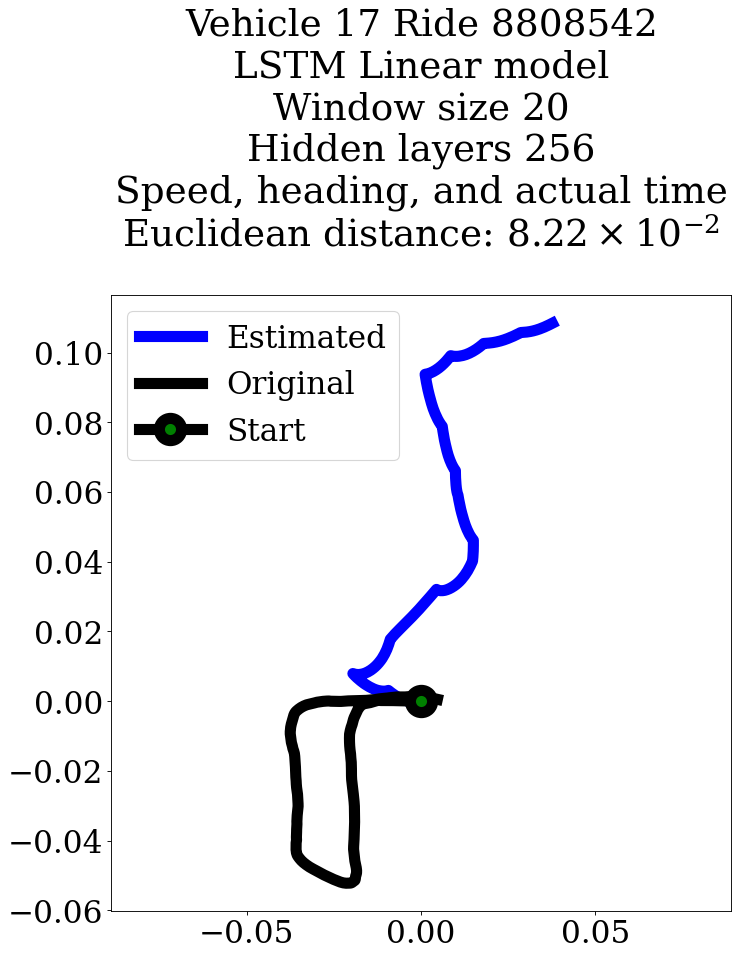 Vehicle 17 Ride 8808542
LSTM Linear model
Window size 20
Hidden layers 256
Speed, heading, and actual time
Euclidean distance: 8.22 × 10⁻²
Estimated
Original
Start
0.10
0.08
0.06
0.04
0.02
0.00
−0.02
−0.04
−0.06
−0.05
0.00
0.05